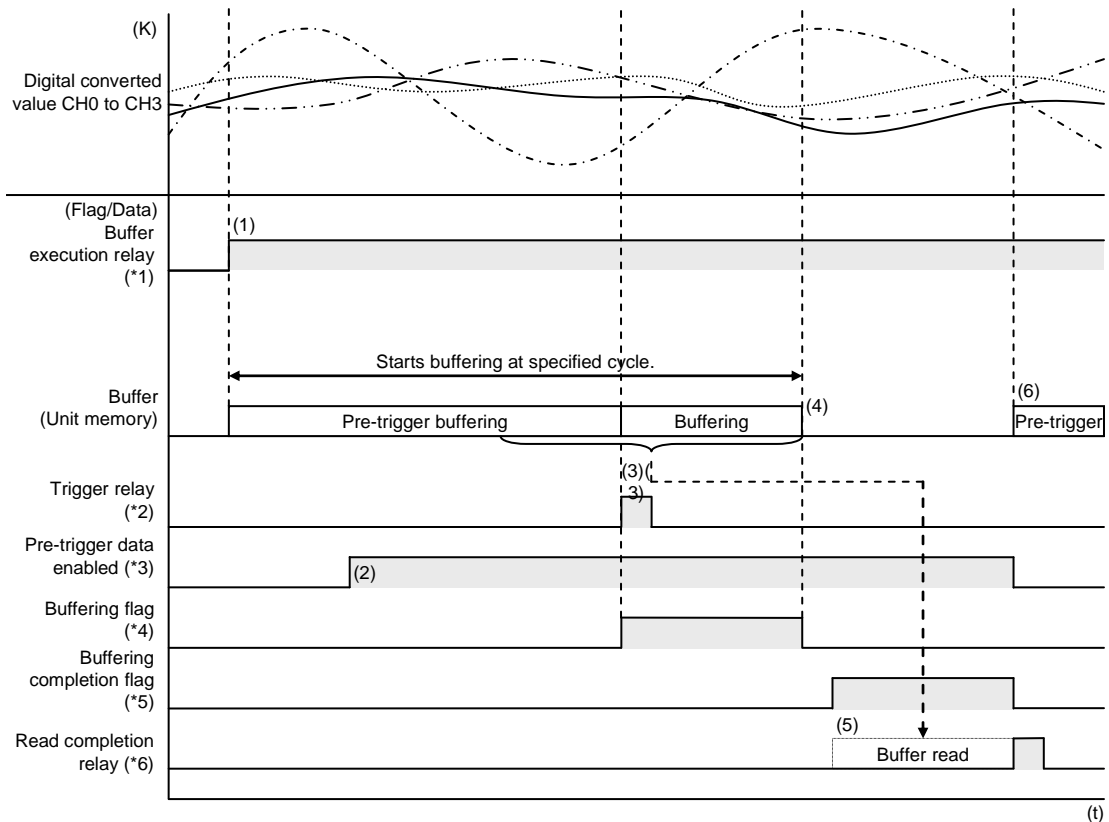 (K)
Digital converted
value CH0 to CH3
(Flag/Data)
Buffer
execution relay
(*1)
(1)
Starts buffering at specified cycle.
Buffer
(Unit memory)
Pre-trigger buffering
Buffering
(4)
(6)
Pre-trigger
Trigger relay
(*2)
(3)(
3)
Pre-trigger data
enabled (*3)
(2)
Buffering flag
(*4)
Buffering
completion flag
(*5)
Read completion
relay (*6)
(5)
Buffer read
(t)